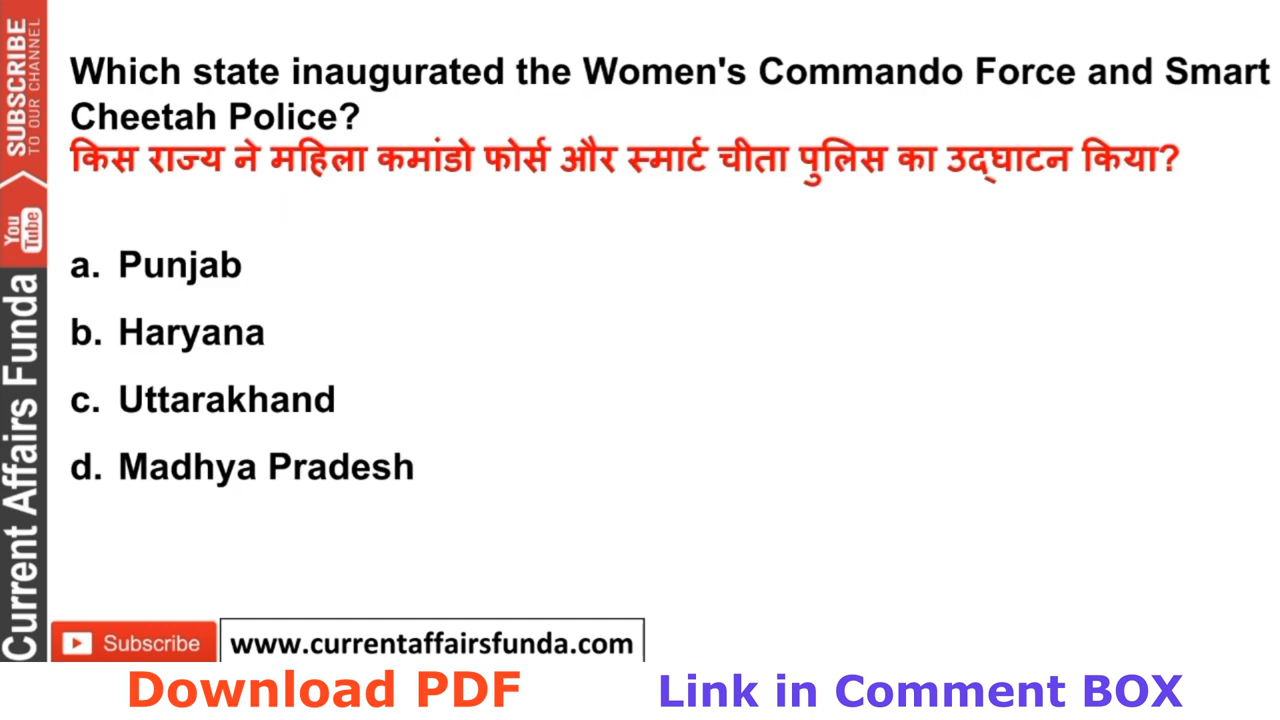 Which state inaugurated the Women's Commando Force and Smart
Cheetah Police?
किस राज्य ने महिला कमांडो फोर्स और स्मार्ट चीता पुलिस का उद्घाटन किया?
a. Punjab
b. Haryana
c. Uttarakhand
d. Madhya Pradesh
SUBSCRIBE
TO OUR CHANNEL
You
Tube
Current Affairs Funda
Subscribe
www.currentaffairsfunda.com
Download PDF
Link in Comment BOX